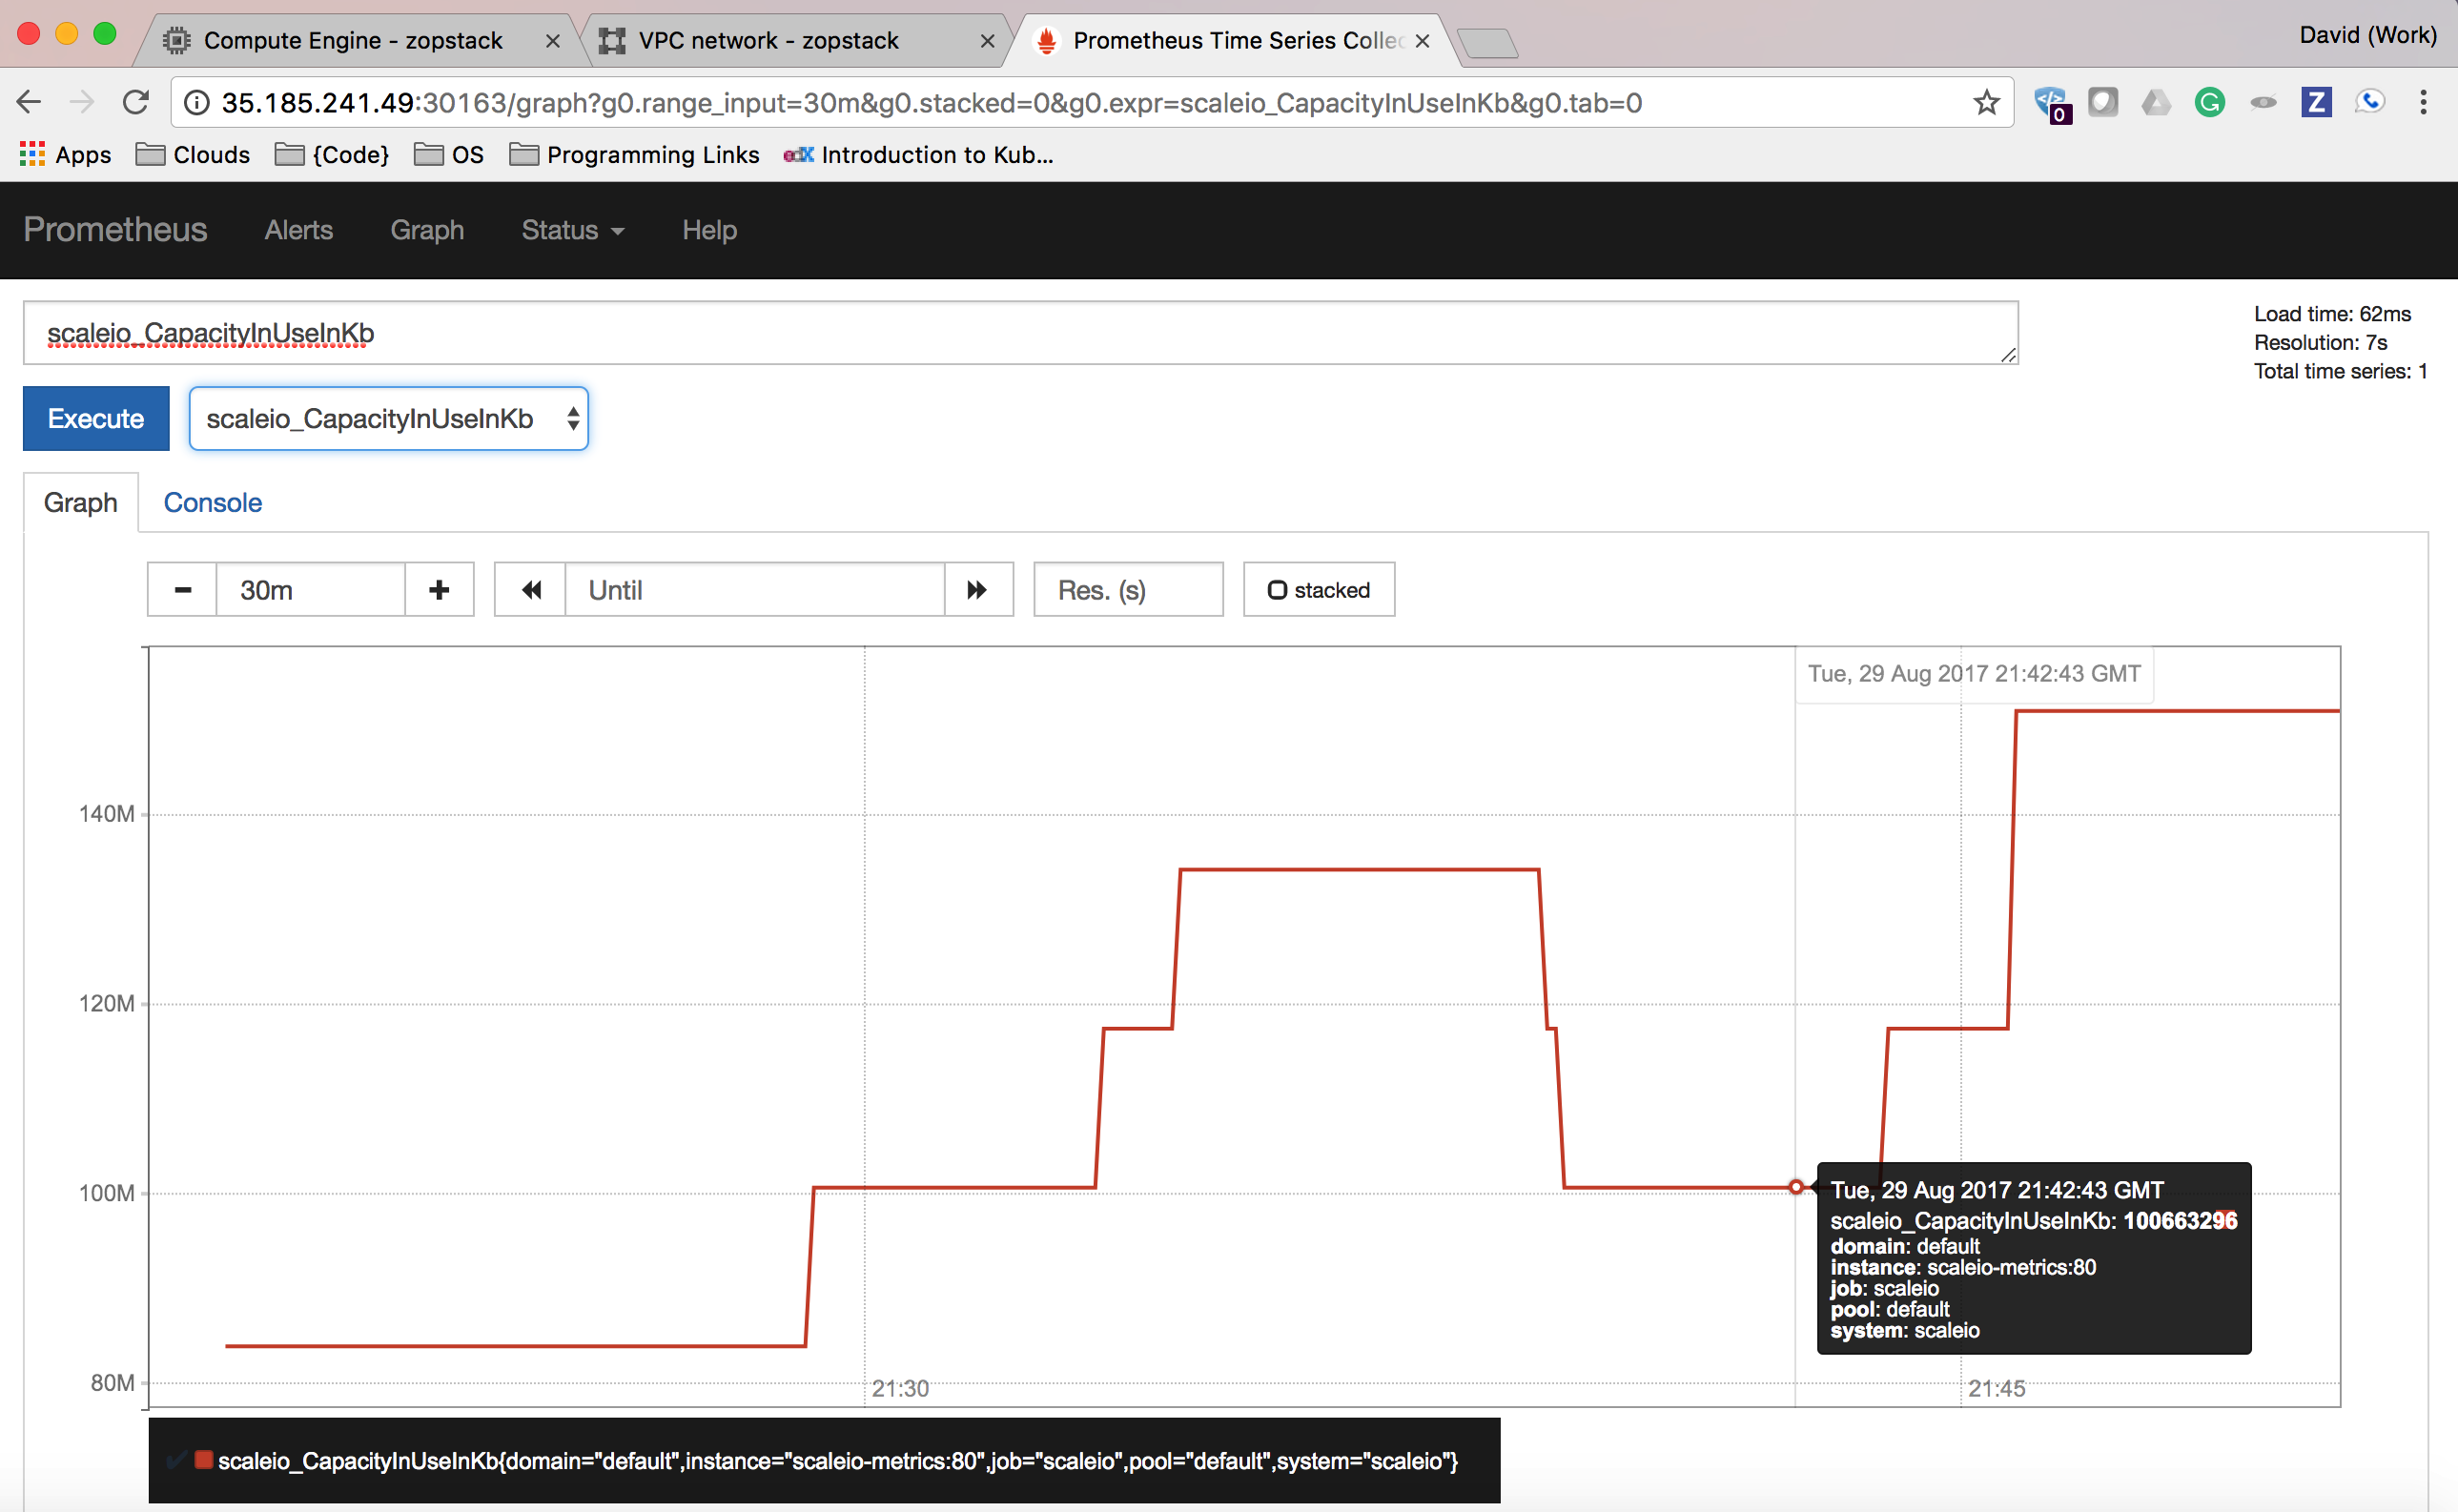 Compute Engine - zopstack
VPC network - zopstack
Prometheus Time Series Collec
David (Work)
35.185.241.49:30163/graph?g0.range_input=30m&g0.stacked=0&g0.expr=scaleio_CapacityInUseInKb&g0.tab=0
0
G
Z
Apps
Clouds
{Code}
OS
Programming Links
edX Introduction to Kub...
Prometheus Alerts Graph Status Help
scaleio_CapacityInUseInKb
Load time: 62ms
Resolution: 7s
Total time series: 1
Execute
scaleio_CapacityInUseInKb
Graph
Console
30m
Until
Res. (s)
stacked
Tue, 29 Aug 2017 21:42:43 GMT
140M
120M
100M
80M
Tue, 29 Aug 2017 21:42:43 GMT
scaleio_CapacityInUseInKb: 100663296
domain: default
instance: scaleio-metrics:80
job: scaleio
pool: default
system: scaleio
21:30
21:45
scaleio_CapacityInUseInKb{domain="default",instance="scaleio-metrics:80",job="scaleio",pool="default",system="scaleio"}